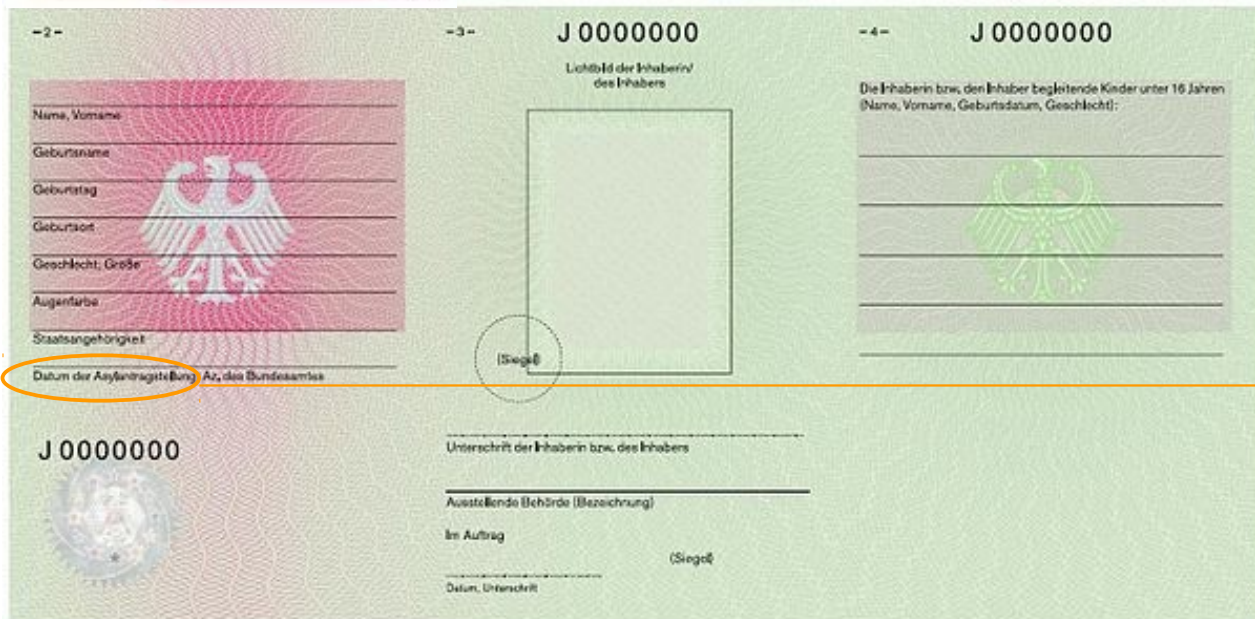 -2-
Name, Vorname
Geburtsname
Geburtstag
Geburtsort
Geschlecht, Größe
Augenfarbe
Staatsangehörigkeit
Datum der Asylantragstellung, Az. des Bundesamtes
J 0000000
-3-
J 0000000
Lichtbild der Inhaberin/
des Inhabers
(Siegel)
Unterschrift der Inhaberin bzw. des Inhabers
Ausstellende Behörde (Bezeichnung)
Im Auftrag
(Siegel)
Datum, Unterschrift
-4-
J 0000000
Die Inhaberin bzw. den Inhaber begleitende Kinder unter 16 Jahren
(Name, Vorname, Geburtsdatum, Geschlecht):